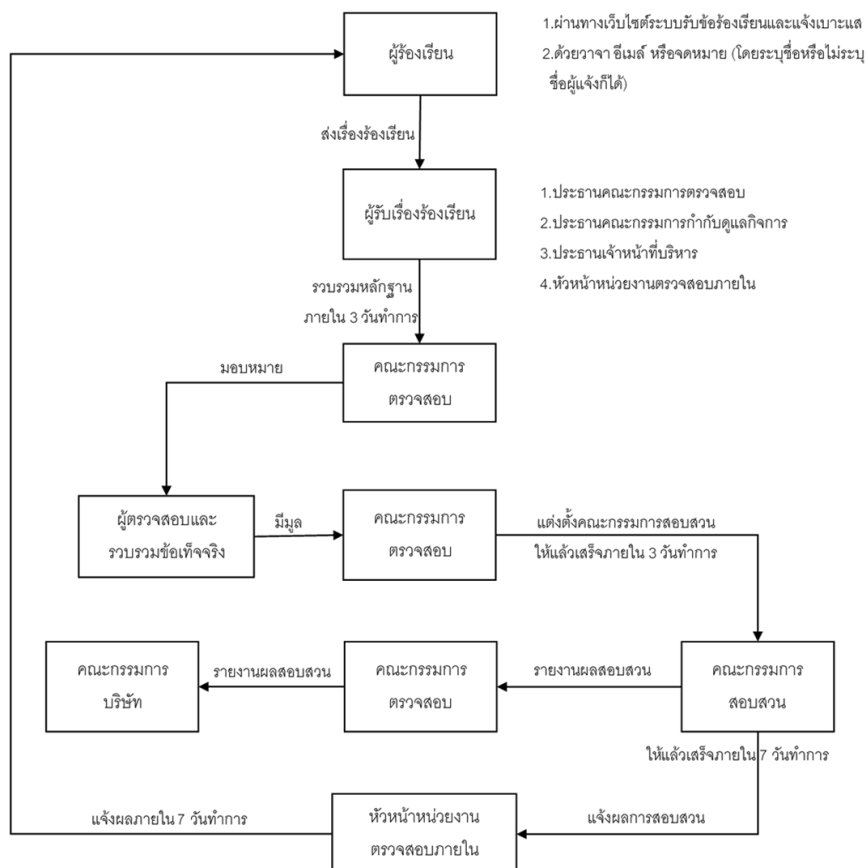 1.ผ่านทางเว็บไซต์ระบบรับข้อร้องเรียนและแจ้งเบาะแส
ผู้ร้องเรียน
2.ด้วยวาจา อีเมล์ หรือจดหมาย (โดยระบุชื่อหรือไม่ระบุ
ชื่อผู้แจ้งก็ได้)
ส่งเรื่องร้องเรียน
ผู้รับเรื่องร้องเรียน
1.ประธานคณะกรรมการตรวจสอบ
2.ประธานคณะกรรมการกำกับดูแลกิจการ
3.ประธานเจ้าหน้าที่บริหาร
4.หัวหน้าหน่วยงานตรวจสอบภายใน
รวบรวมหลักฐาน
ภายใน 3 วันทำการ
มอบหมาย
คณะกรรมการ
ตรวจสอบ
ผู้ตรวจสอบและ
รวบรวมข้อเท็จจริง
มีมูล
คณะกรรมการ
ตรวจสอบ
แต่งตั้งคณะกรรมการสอบสวน
ให้แล้วเสร็จภายใน 3 วันทำการ
คณะกรรมการ
บริษัท
รายงานผลสอบสวน
คณะกรรมการ
ตรวจสอบ
รายงานผลสอบสวน
คณะกรรมการ
สอบสวน
ให้แล้วเสร็จภายใน 7 วันทำการ
แจ้งผลภายใน 7 วันทำการ
หัวหน้าหน่วยงาน
ตรวจสอบภายใน
แจ้งผลการสอบสวน